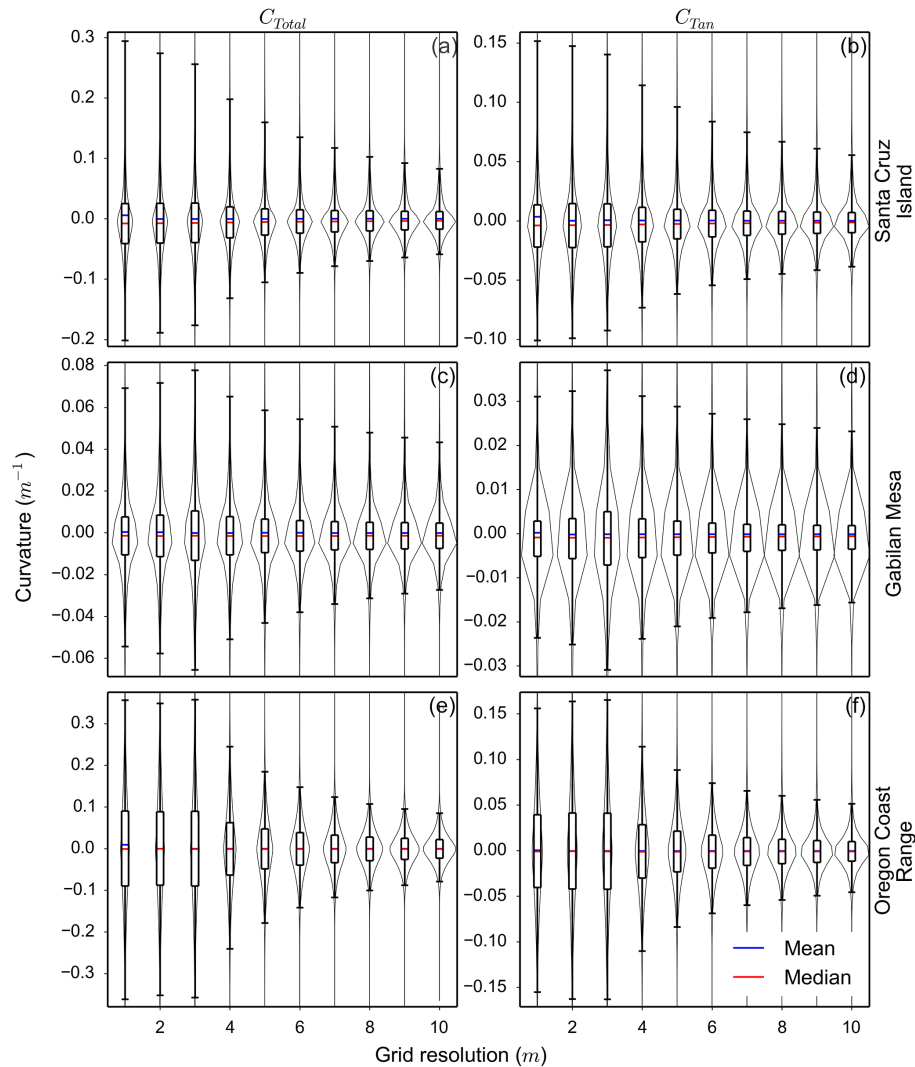 C_Total
C_Tan
(a)
0.3
0.2
0.1
0.0
−0.1
−0.2
(b)
0.15
0.10
0.05
0.00
−0.05
−0.10
Santa Cruz
Island
(c)
0.08
0.06
0.04
0.02
0.00
−0.02
−0.04
−0.06
(d)
0.03
0.02
0.01
0.00
−0.01
−0.02
−0.03
Gabilan Mesa
Curvature (m⁻¹)
(e)
0.3
0.2
0.1
0.0
−0.1
−0.2
−0.3
(f)
0.15
0.10
0.05
0.00
−0.05
−0.10
−0.15
Oregon Coast
Range
Mean
Median
2 4 6 8 10
2 4 6 8 10
Grid resolution (m)